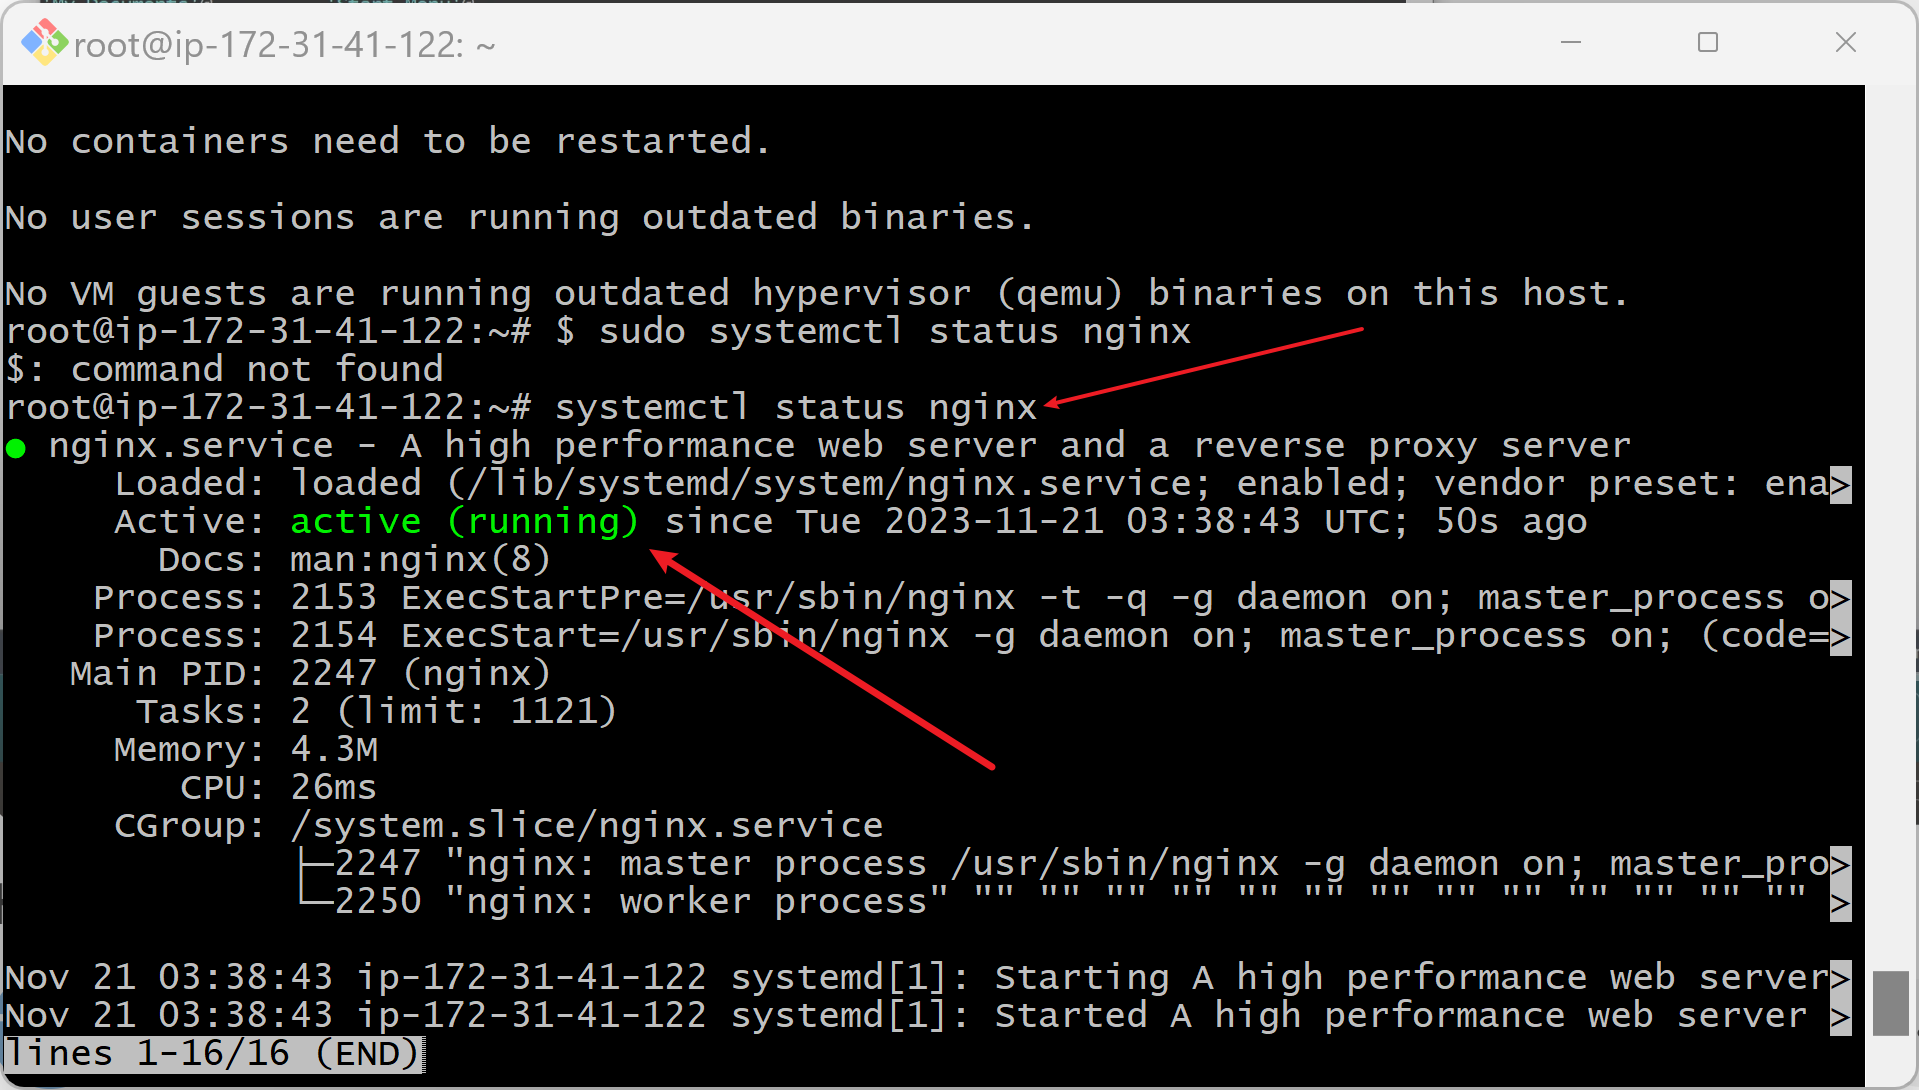 root@ip-172-31-41-122: ~
No containers need to be restarted.
No user sessions are running outdated binaries.
No VM guests are running outdated hypervisor (qemu) binaries on this host.
root@ip-172-31-41-122:~# $ sudo systemctl status nginx
$: command not found
root@ip-172-31-41-122:~# systemctl status nginx
● nginx.service - A high performance web server and a reverse proxy server
Loaded: loaded (/lib/systemd/system/nginx.service; enabled; vendor preset: ena>
Active: active (running) since Tue 2023-11-21 03:38:43 UTC; 50s ago
Docs: man:nginx(8)
Process: 2153 ExecStartPre=/usr/sbin/nginx -t -q -g daemon on; master_process o>
Process: 2154 ExecStart=/usr/sbin/nginx -g daemon on; master_process on; (code=>
Main PID: 2247 (nginx)
Tasks: 2 (limit: 1121)
Memory: 4.3M
CPU: 26ms
CGroup: /system.slice/nginx.service
├─2247 "nginx: master process /usr/sbin/nginx -g daemon on; master_pro>
└─2250 "nginx: worker process" "" "" "" "" "" "" "" "" "" "" "" "" "" >
Nov 21 03:38:43 ip-172-31-41-122 systemd[1]: Starting A high performance web server>
Nov 21 03:38:43 ip-172-31-41-122 systemd[1]: Started A high performance web server >
lines 1-16/16 (END)